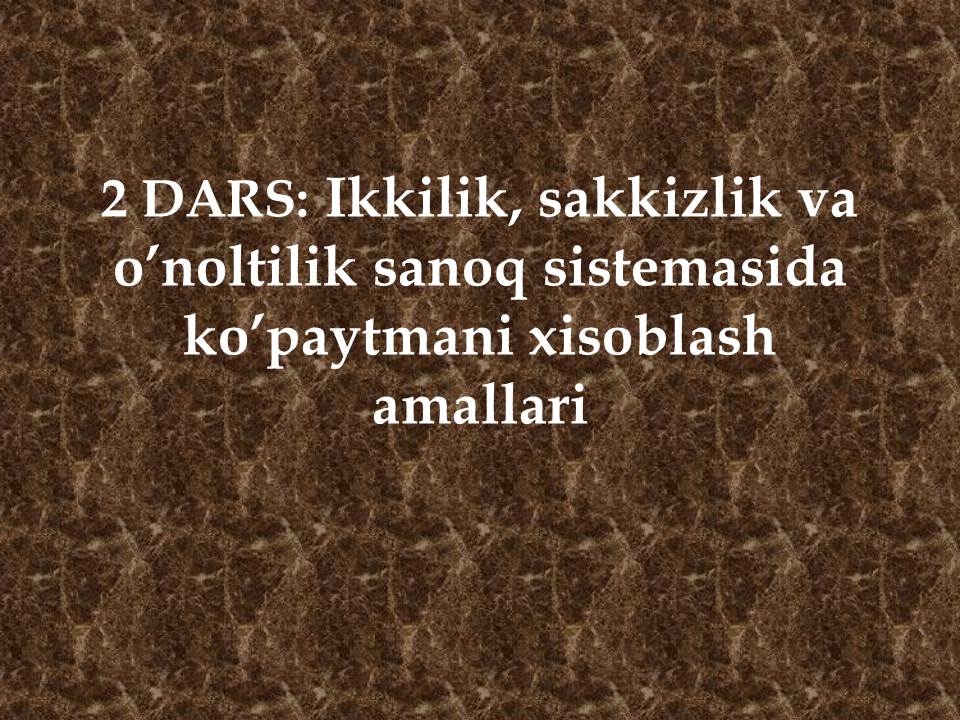 2 DARS: Ikkilik, sakkizlik va
o’noltilik sanoq sistemasida
ko’paytmani xisoblash
amallari